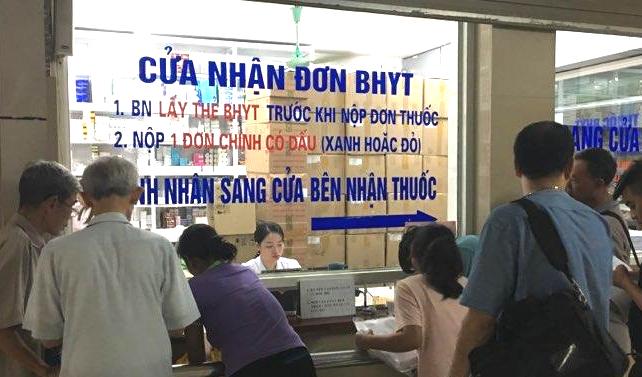 CỬA NHẬN ĐƠN BHYT
1. BN LẤY THẺ BHYT TRƯỚC KHI NỘP ĐƠN THUỐC
2. NỘP 1 ĐƠN CHÍNH CÓ DẤU (XANH HOẶC ĐỎ)
NHÂN SANG CỬA BÊN NHẬN THUỐC
SANG CỬA